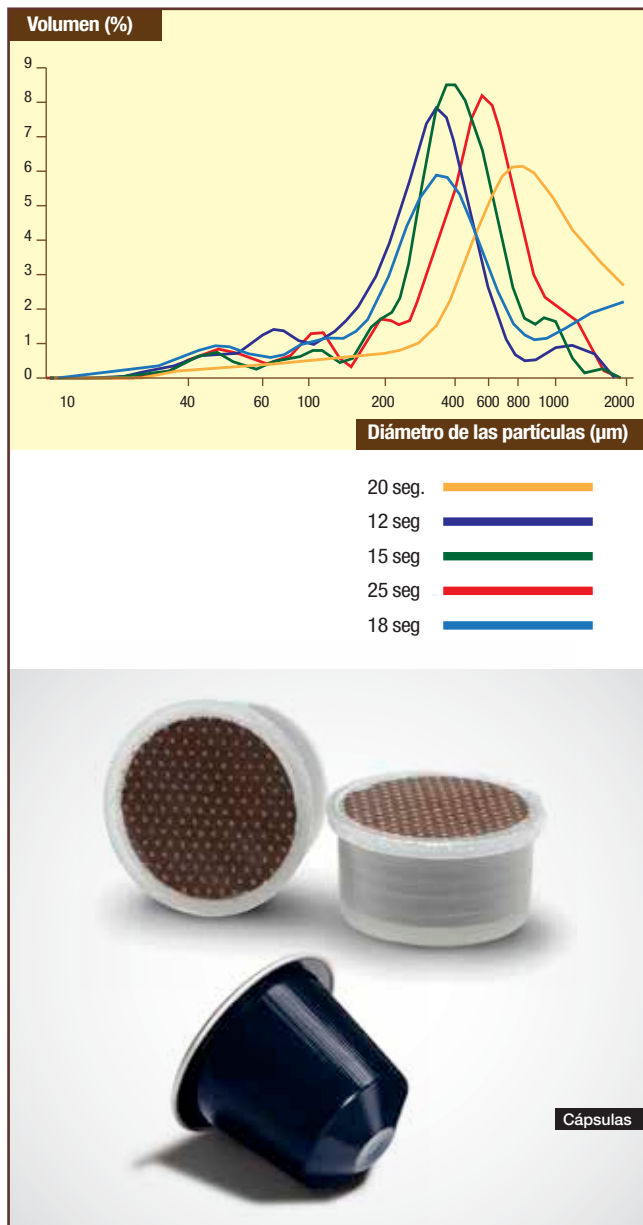 Volumen (%)
9
8
7
6
5
4
3
2
1
0
10 40 60 100 200 400 600 800 1000 2000
Diámetro de las partículas (µm)
20 seg.
12 seg
15 seg
25 seg
18 seg
Cápsulas